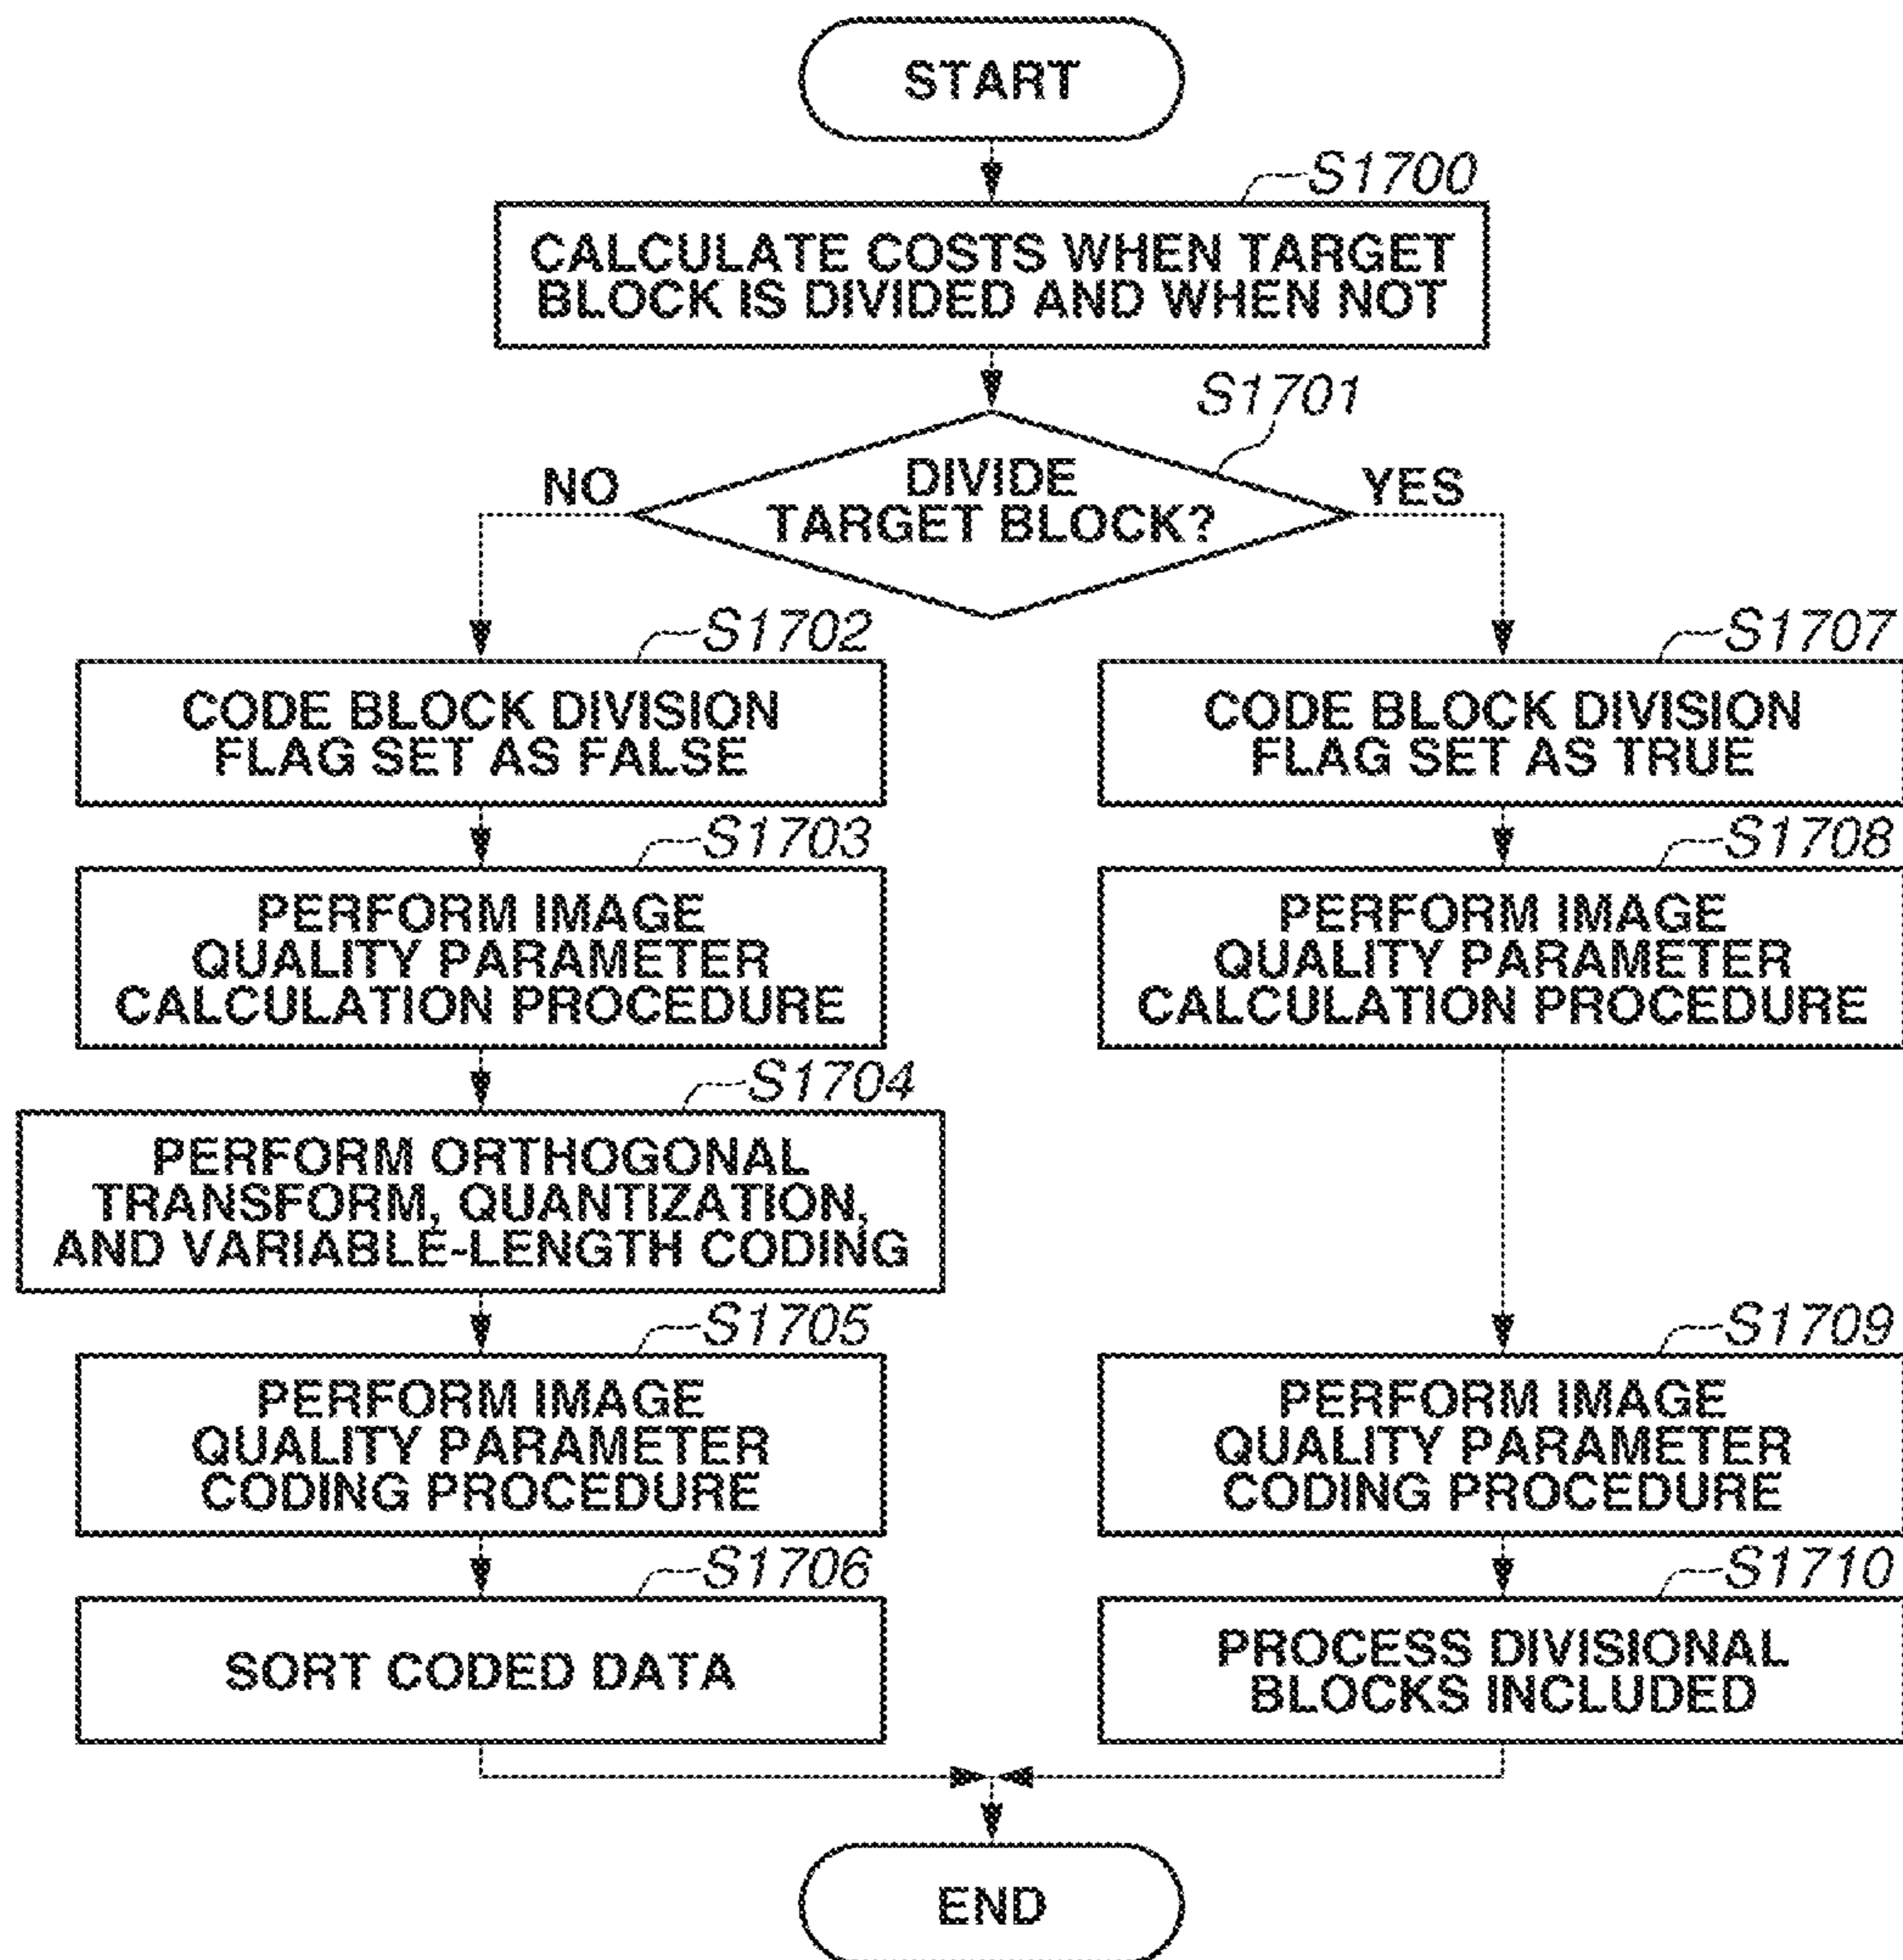 START
S1700
CALCULATE COSTS WHEN TARGET
BLOCK IS DIVIDED AND WHEN NOT
S1701
DIVIDE
TARGET BLOCK?
NO
YES
S1702
CODE BLOCK DIVISION
FLAG SET AS FALSE
S1703
PERFORM IMAGE
QUALITY PARAMETER
CALCULATION PROCEDURE
S1704
PERFORM ORTHOGONAL
TRANSFORM, QUANTIZATION,
AND VARIABLE-LENGTH CODING
S1705
PERFORM IMAGE
QUALITY PARAMETER
CODING PROCEDURE
S1706
SORT CODED DATA
S1707
CODE BLOCK DIVISION
FLAG SET AS TRUE
S1708
PERFORM IMAGE
QUALITY PARAMETER
CALCULATION PROCEDURE
S1709
PERFORM IMAGE
QUALITY PARAMETER
CODING PROCEDURE
S1710
PROCESS DIVISIONAL
BLOCKS INCLUDED
END